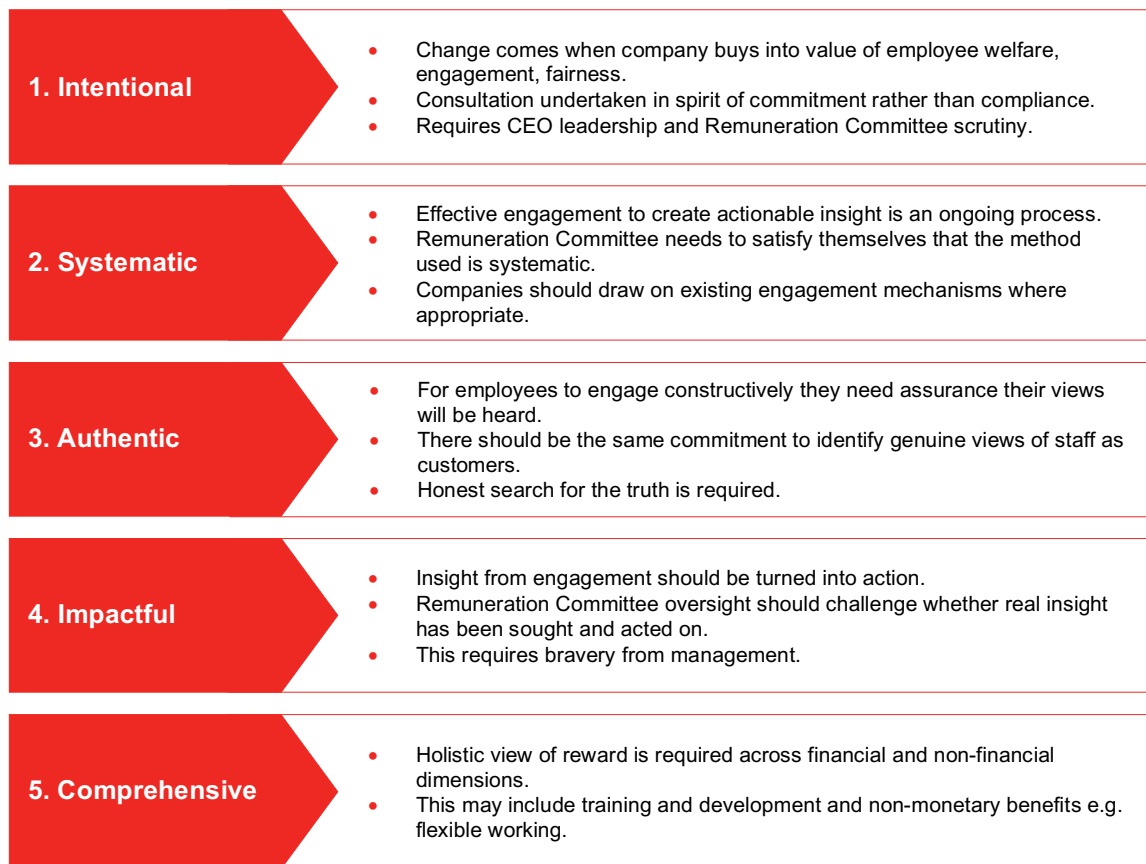 1. Intentional
• Change comes when company buys into value of employee welfare,
engagement, fairness.
• Consultation undertaken in spirit of commitment rather than compliance.
• Requires CEO leadership and Remuneration Committee scrutiny.
2. Systematic
• Effective engagement to create actionable insight is an ongoing process.
• Remuneration Committee needs to satisfy themselves that the method
used is systematic.
• Companies should draw on existing engagement mechanisms where
appropriate.
3. Authentic
• For employees to engage constructively they need assurance their views
will be heard.
• There should be the same commitment to identify genuine views of staff as
customers.
• Honest search for the truth is required.
4. Impactful
• Insight from engagement should be turned into action.
• Remuneration Committee oversight should challenge whether real insight
has been sought and acted on.
• This requires bravery from management.
5. Comprehensive
• Holistic view of reward is required across financial and non-financial
dimensions.
• This may include training and development and non-monetary benefits e.g.
flexible working.